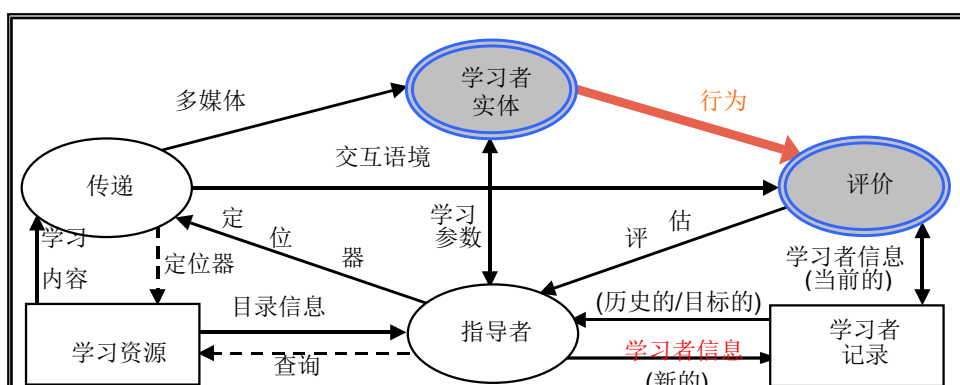 学习者
实体
多媒体
行为
交互语境
传递
评价
学习
参数
定位器
评估
学习
内容
定位器
学习者信息
(当前的)
目录信息
(历史的/目标的)
学习资源
指导者
学习者
记录
查询
学习者信息
(新的)